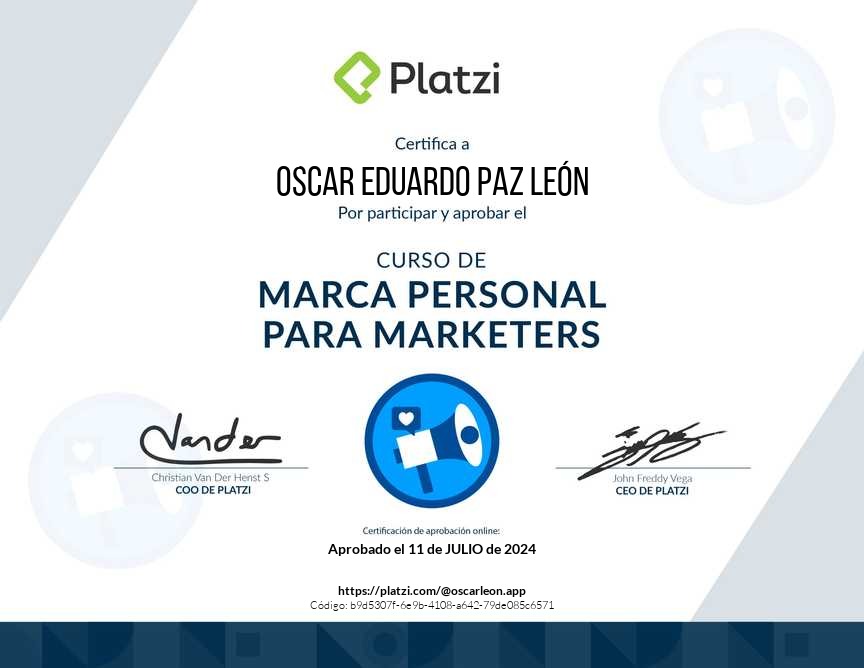 Platzi
Certifica a
OSCAR EDUARDO PAZ LEÓN
Por participar y aprobar el
CURSO DE
MARCA PERSONAL
PARA MARKETERS
Vander
Christian Van Der Henst S
COO DE PLATZI
John Freddy Vega
CEO DE PLATZI
Certificación de aprobación online:
Aprobado el 11 de JULIO de 2024
https://platzi.com/@oscarleon.app
Código: b9d5307f-6e9b-4108-a642-79de085c6571